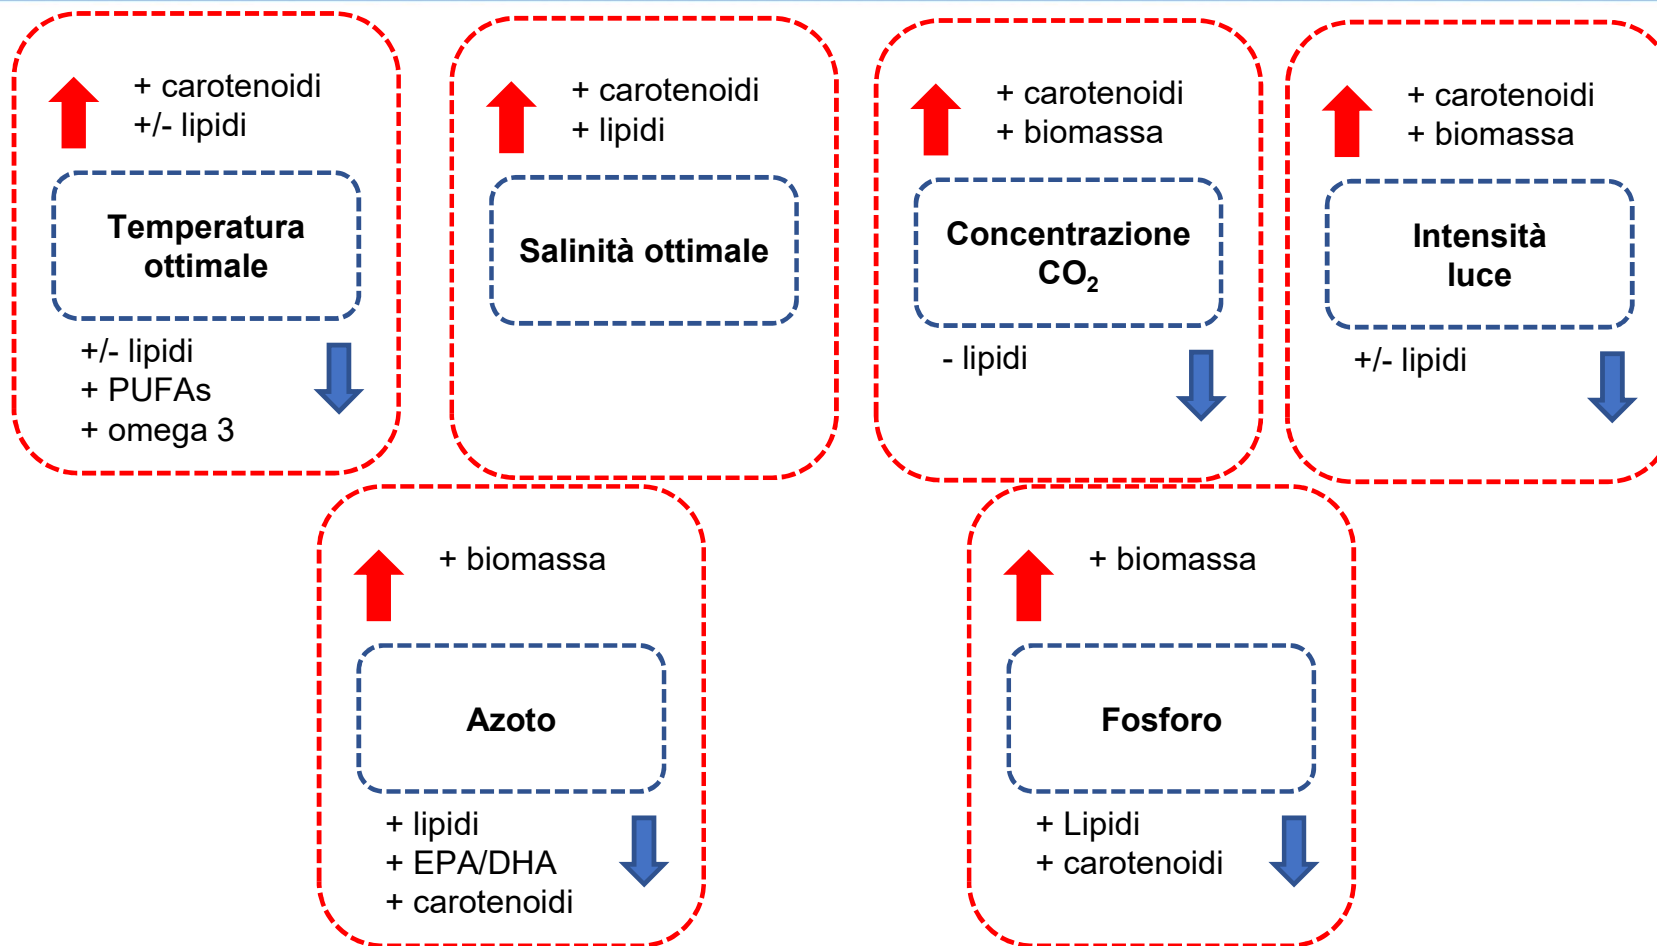 + carotenoidi
+/- lipidi
Temperatura
ottimale
+/- lipidi
+ PUFAs
+ omega 3
+ carotenoidi
+ lipidi
Salinità ottimale
+ carotenoidi
+ biomassa
Concentrazione
CO₂
- lipidi
+ carotenoidi
+ biomassa
Intensità
luce
+/- lipidi
+ biomassa
Azoto
+ lipidi
+ EPA/DHA
+ carotenoidi
+ biomassa
Fosforo
+ Lipidi
+ carotenoidi